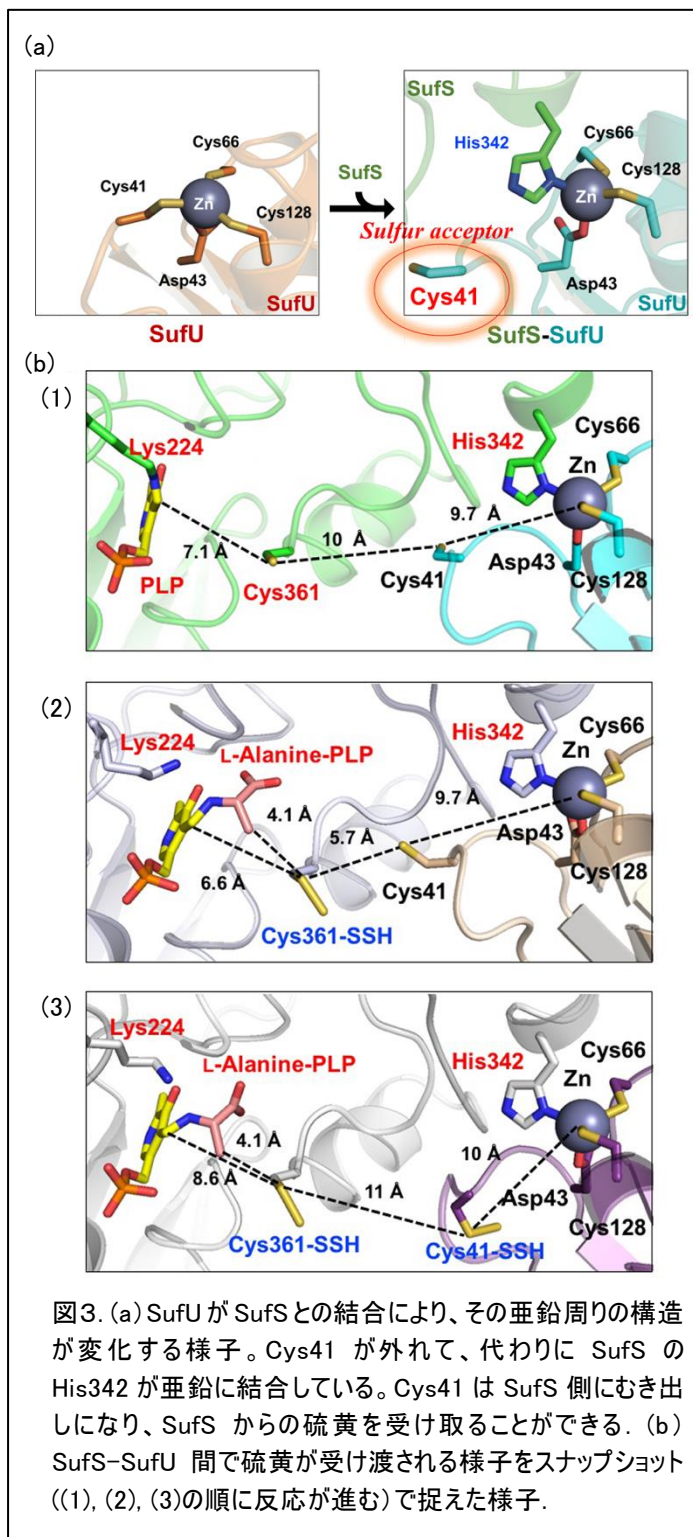 (a)
SufS
Cys66
His342
Cys66
Cys41
Zn
SufS
Zn
Cys128
Cys128
Sulfur acceptor
Asp43
Asp43
SufU
Cys41
SufU
SufU
SufS-SufU
(b)
(1)
Lys224
His342
Cys66
Zn
9.7 Å
7.1 Å
10 Å
PLP
Cys361
Cys41
Asp43
Cys128
(2)
Lys224
L-Alanine-PLP
His342
Cys66
Zn
4.1 Å
9.7 Å
5.7 Å
Asp43
6.6 Å
Cys41
Cys128
Cys361-SSH
(3)
Lys224
L-Alanine-PLP
His342
Cys66
Zn
4.1 Å
10 Å
8.6 Å
11 Å
Asp43
Cys361-SSH
Cys41-SSH
Cys128
図3. (a) SufU が SufS との結合により、その亜鉛周りの構造
が変化する様子。Cys41 が外れて、代わりに SufS の
His342 が亜鉛に結合している。Cys41 は SufS 側にむき出
しになり、SufS からの硫黄を受け取ることができる. (b)
SufS-SufU 間で硫黄が受け渡される様子をスナップショット
((1), (2), (3)の順に反応が進む)で捉えた様子.